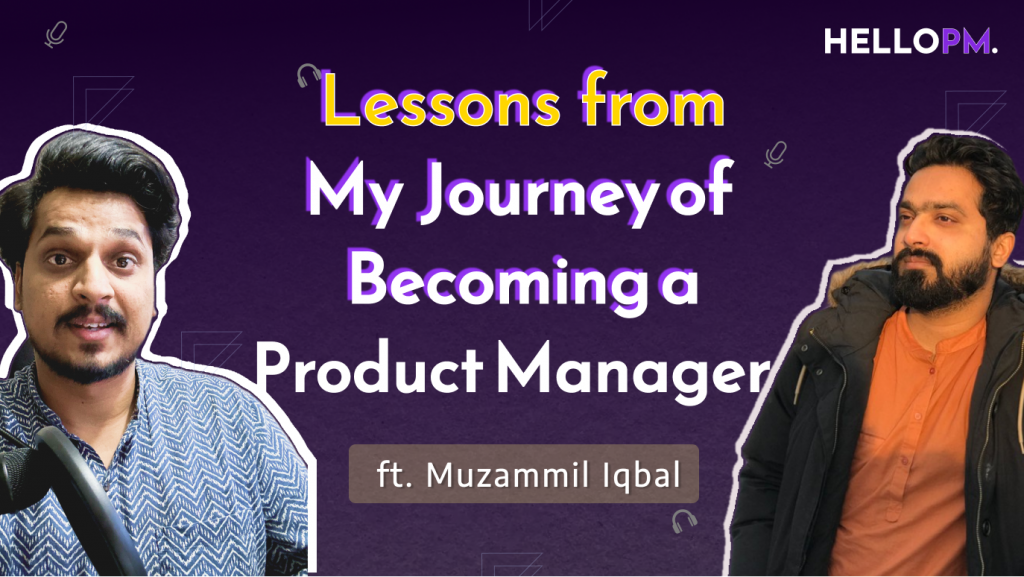 HELLOPM.
Lessons from
My Journey of
Becoming a
Product Manager
ft. Muzammil Iqbal